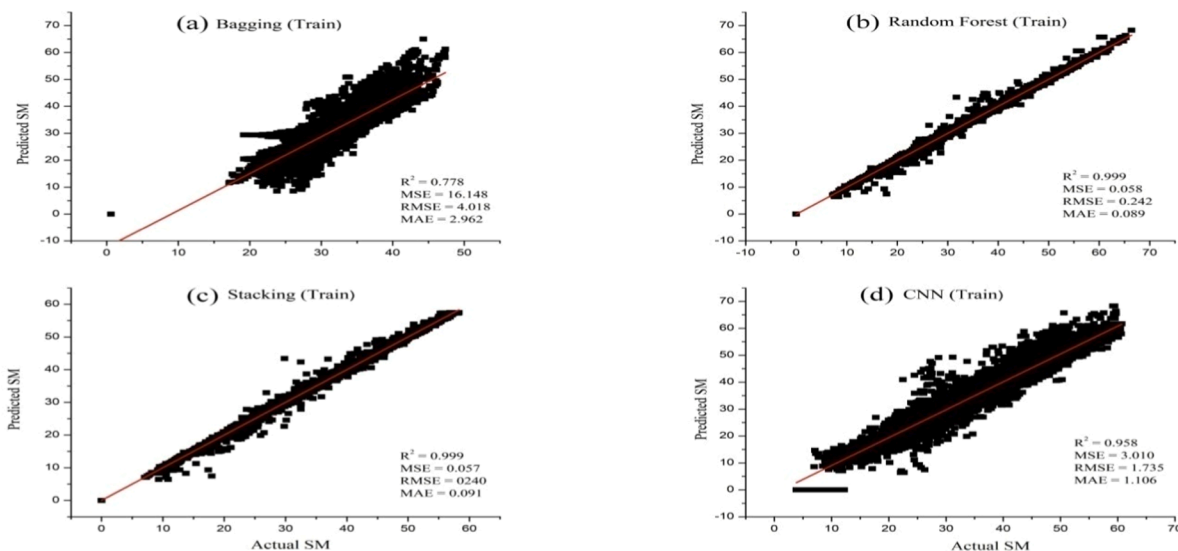 (a) Bagging (Train)
70
60
50
40
30
20
10
0
-10
Predicted SM
R² = 0.778
MSE = 16.148
RMSE = 4.018
MAE = 2.962
0 10 20 30 40 50
(b) Random Forest (Train)
70
60
50
40
30
20
10
0
-10
Predicted SM
R² = 0.999
MSE = 0.058
RMSE = 0.242
MAE = 0.089
-10 0 10 20 30 40 50 60 70
(c) Stacking (Train)
60
50
40
30
20
10
0
Predicted SM
R² = 0.999
MSE = 0.057
RMSE = 0240
MAE = 0.091
0 10 20 30 40 50 60
Actual SM
(d) CNN (Train)
70
60
50
40
30
20
10
0
-10
Predicted SM
R² = 0.958
MSE = 3.010
RMSE = 1.735
MAE = 1.106
0 10 20 30 40 50 60 70
Actual SM